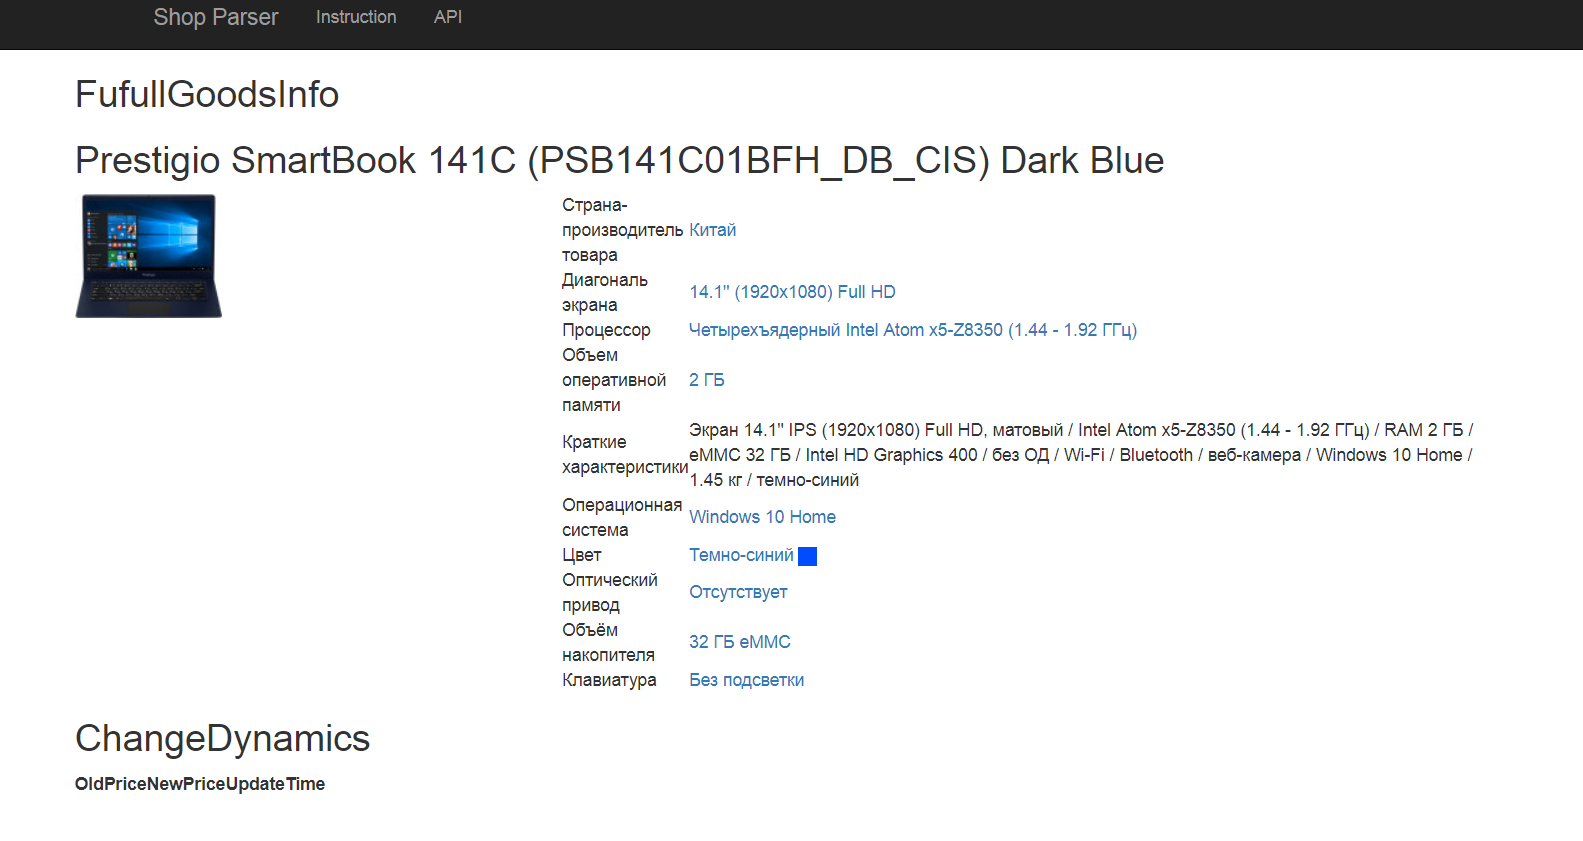 Shop Parser Instruction API
FufullGoodsInfo
Prestigio SmartBook 141C (PSB141C01BFH_DB_CIS) Dark Blue
Страна-
производитель Китай
товара
Диагональ
экрана
14.1" (1920x1080) Full HD
Процессор Четырехъядерный Intel Atom x5-Z8350 (1.44 - 1.92 ГГц)
Объем
оперативной 2 ГБ
памяти
Краткие
характеристики
Экран 14.1" IPS (1920x1080) Full HD, матовый / Intel Atom x5-Z8350 (1.44 - 1.92 ГГц) / RAM 2 ГБ /
eMMC 32 ГБ / Intel HD Graphics 400 / без ОД / Wi-Fi / Bluetooth / веб-камера / Windows 10 Home /
1.45 кг / темно-синий
Операционная
система
Windows 10 Home
Цвет Темно-синий
Оптический
привод
Отсутствует
Объём
накопителя
32 ГБ eMMC
Клавиатура Без подсветки
ChangeDynamics
OldPriceNewPriceUpdateTime